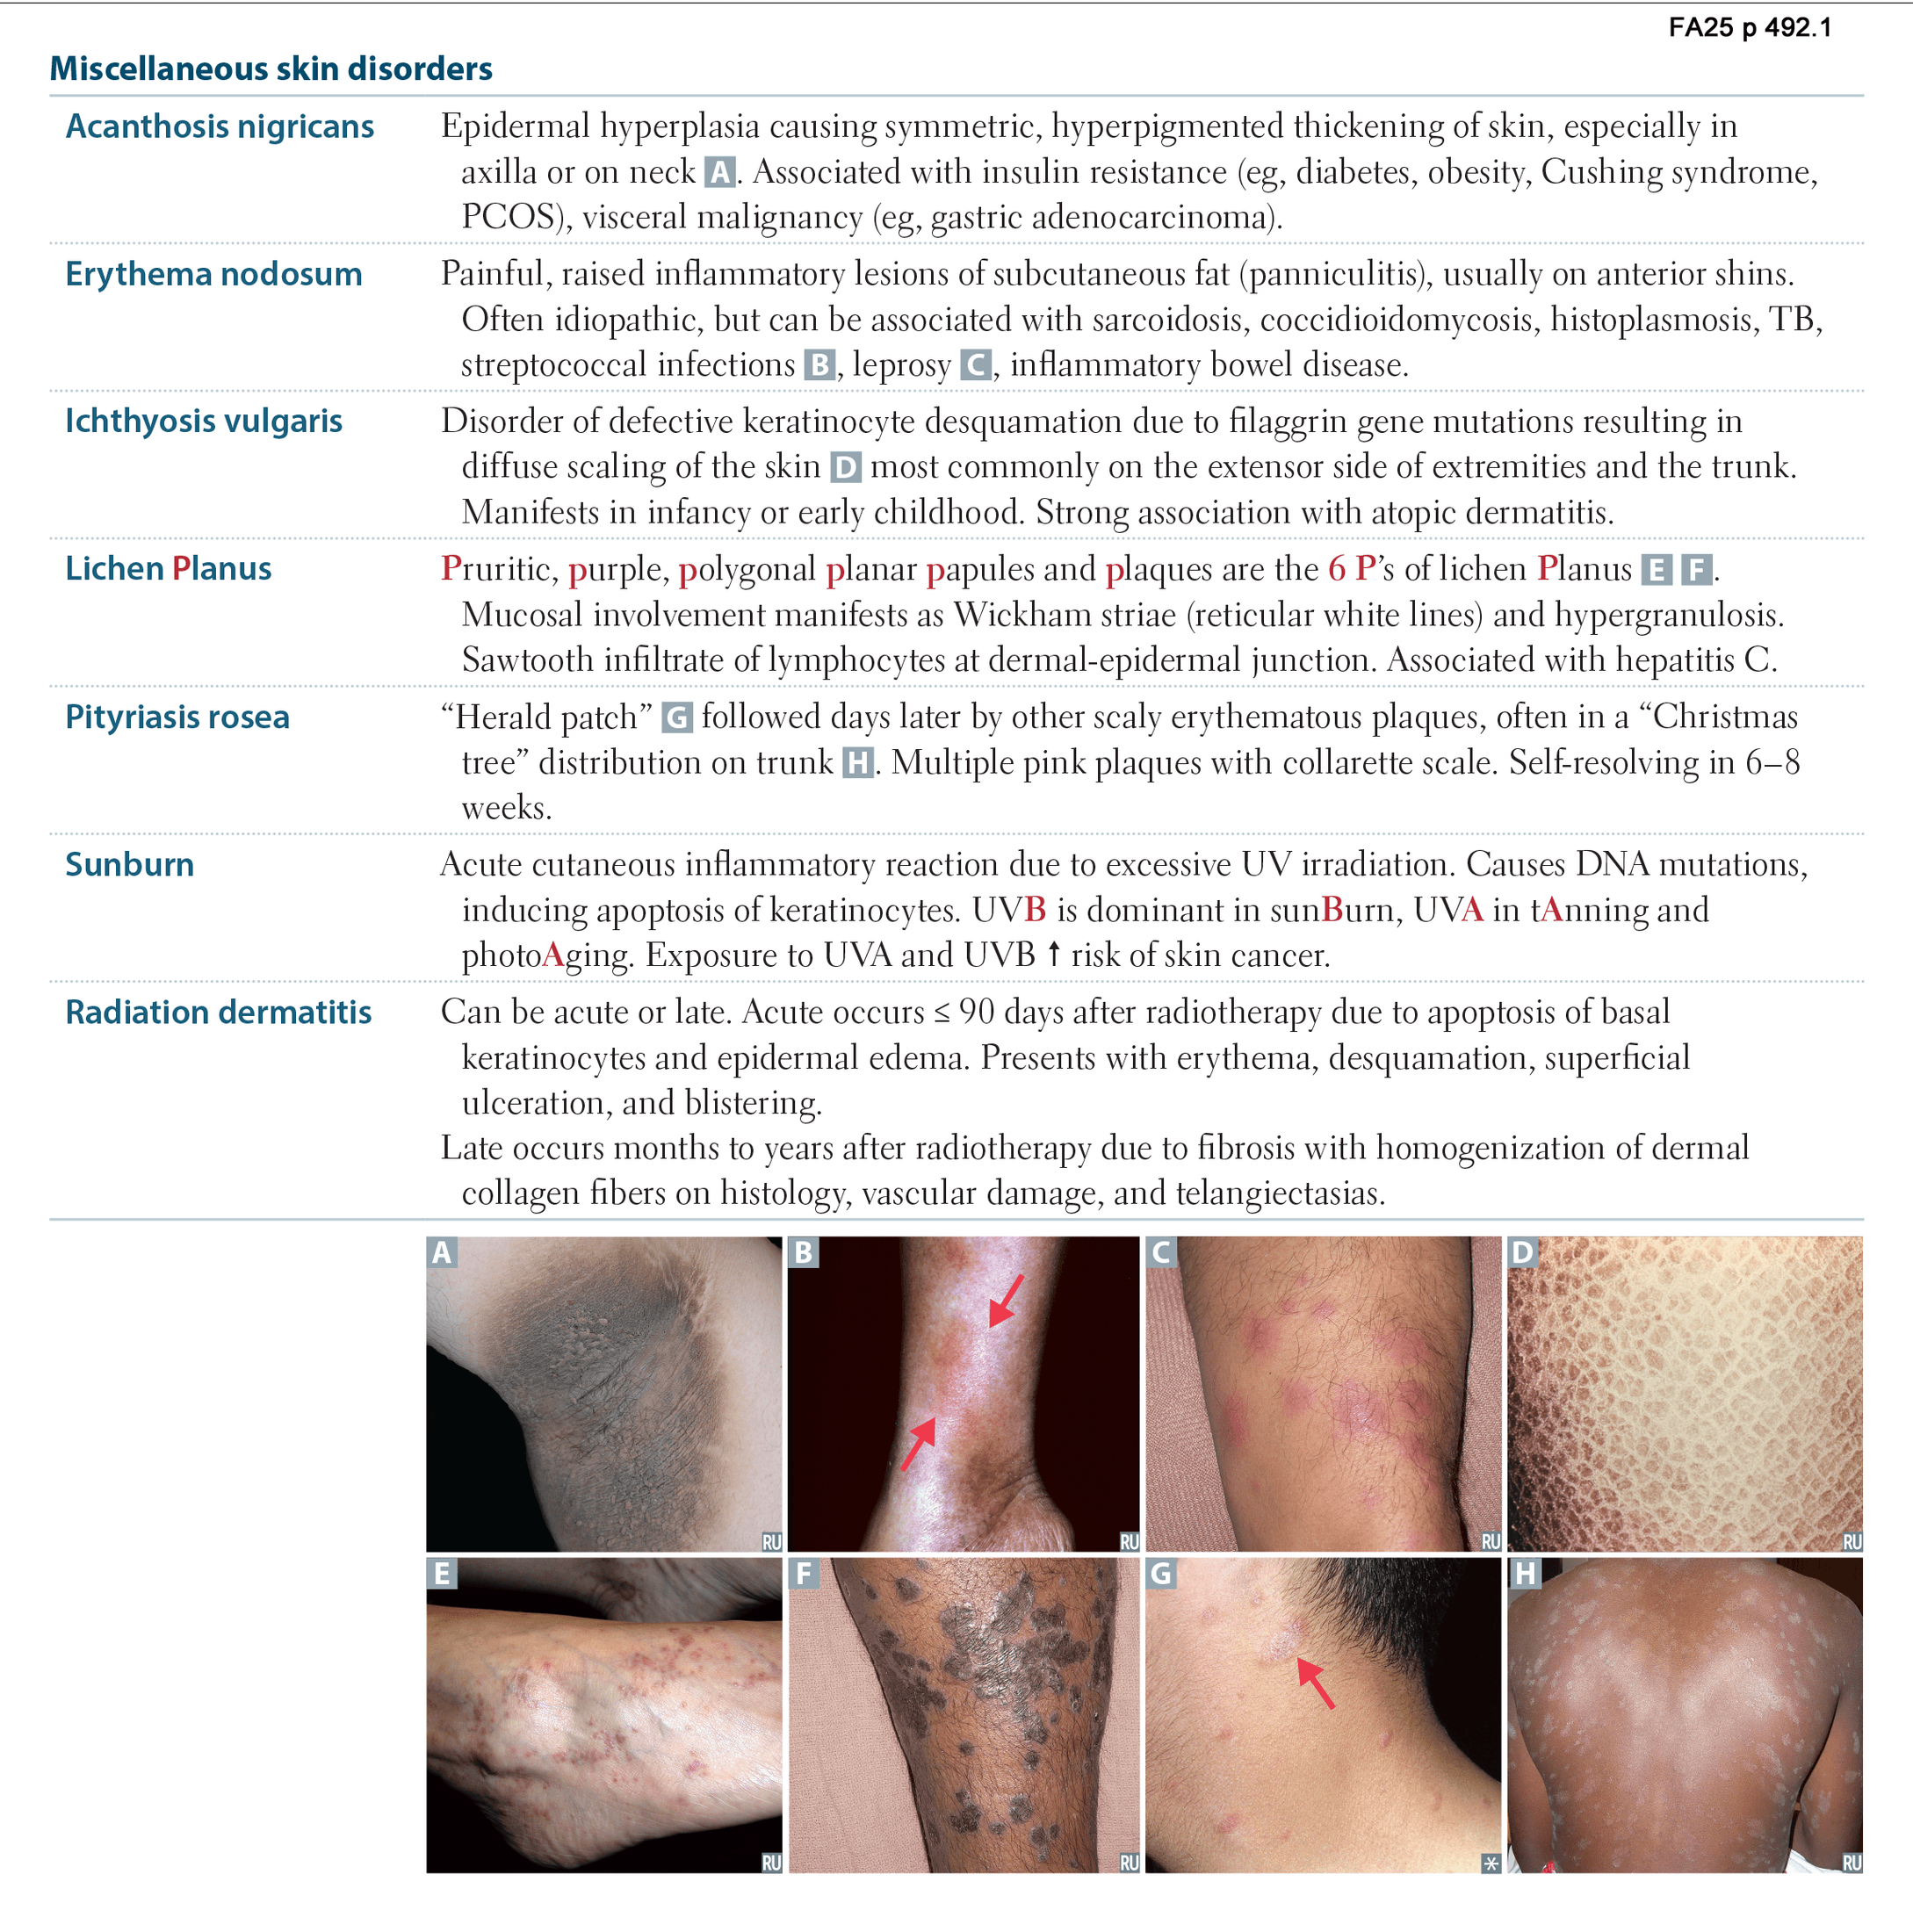 FA25 p 492.1
Miscellaneous skin disorders
Acanthosis nigricans
Epidermal hyperplasia causing symmetric, hyperpigmented thickening of skin, especially in
axilla or on neck A. Associated with insulin resistance (eg, diabetes, obesity, Cushing syndrome,
PCOS), visceral malignancy (eg, gastric adenocarcinoma).
Erythema nodosum
Painful, raised inflammatory lesions of subcutaneous fat (panniculitis), usually on anterior shins.
Often idiopathic, but can be associated with sarcoidosis, coccidioidomycosis, histoplasmosis, TB,
streptococcal infections B, leprosy C, inflammatory bowel disease.
Ichthyosis vulgaris
Disorder of defective keratinocyte desquamation due to filaggrin gene mutations resulting in
diffuse scaling of the skin D most commonly on the extensor side of extremities and the trunk.
Manifests in infancy or early childhood. Strong association with atopic dermatitis.
Lichen Planus
Pruritic, purple, polygonal planar papules and plaques are the 6 P's of lichen Planus E F.
Mucosal involvement manifests as Wickham striae (reticular white lines) and hypergranulosis.
Sawtooth infiltrate of lymphocytes at dermal-epidermal junction. Associated with hepatitis C.
Pityriasis rosea
“Herald patch” G followed days later by other scaly erythematous plaques, often in a “Christmas
tree” distribution on trunk H. Multiple pink plaques with collarette scale. Self-resolving in 6–8
weeks.
Sunburn
Acute cutaneous inflammatory reaction due to excessive UV irradiation. Causes DNA mutations,
inducing apoptosis of keratinocytes. UVB is dominant in sunBurn, UVA in tAnning and
photoAging. Exposure to UVA and UVB ↑ risk of skin cancer.
Radiation dermatitis
Can be acute or late. Acute occurs ≤ 90 days after radiotherapy due to apoptosis of basal
keratinocytes and epidermal edema. Presents with erythema, desquamation, superficial
ulceration, and blistering.
Late occurs months to years after radiotherapy due to fibrosis with homogenization of dermal
collagen fibers on histology, vascular damage, and telangiectasias.
A
B
C
D
RU
RU
RU
RU
E
F
G
H
RU
RU
*
RU